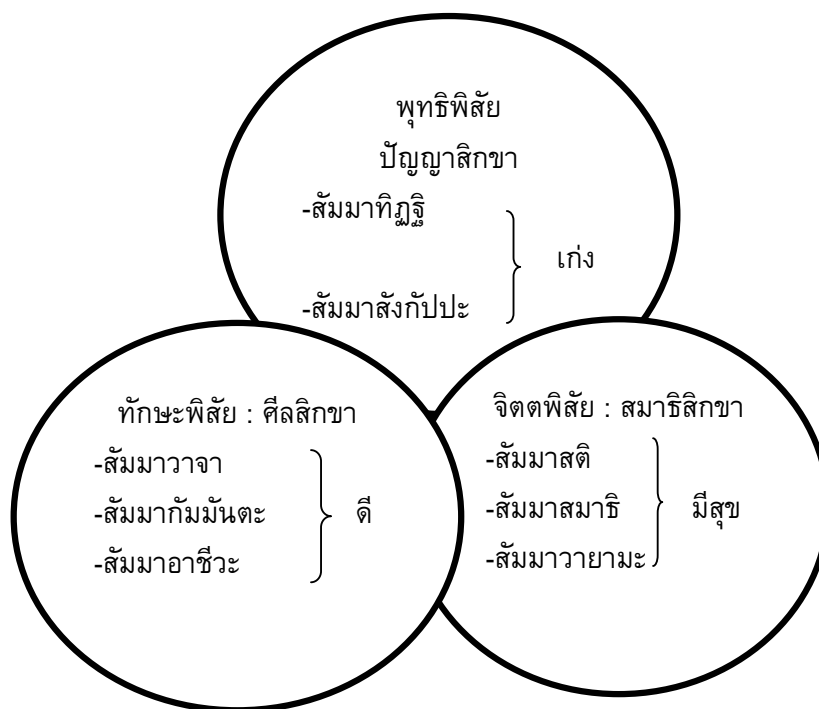 พุทธิพิสัย
ปัญญาสิกขา
-สัมมาทิฏฐิ
เก่ง
-สัมมาสังกัปปะ
ทักษะพิสัย : ศีลสิกขา
-สัมมาวาจา
-สัมมากัมมันตะ
ดี
-สัมมาอาชีวะ
จิตตพิสัย : สมาธิสิกขา
-สัมมาสติ
-สัมมาสมาธิ
มีสุข
-สัมมาวายามะ